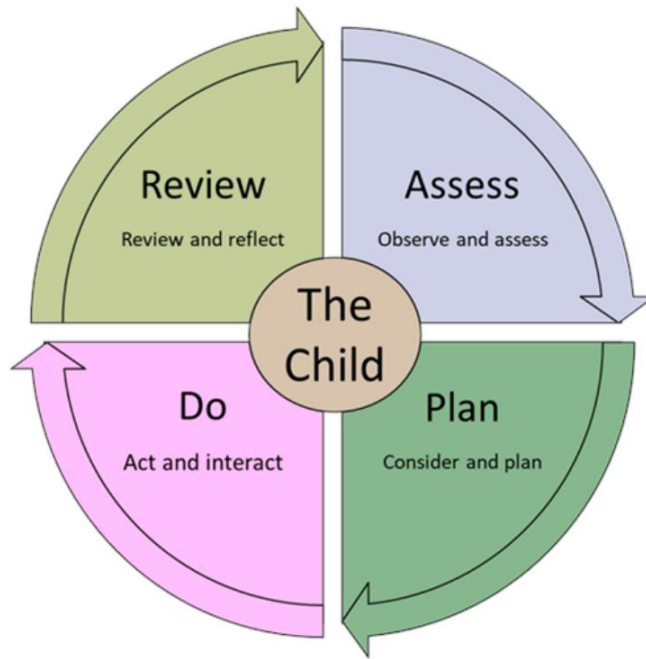 Review
Review and reflect
Assess
Observe and assess
The
Child
Do
Act and interact
Plan
Consider and plan